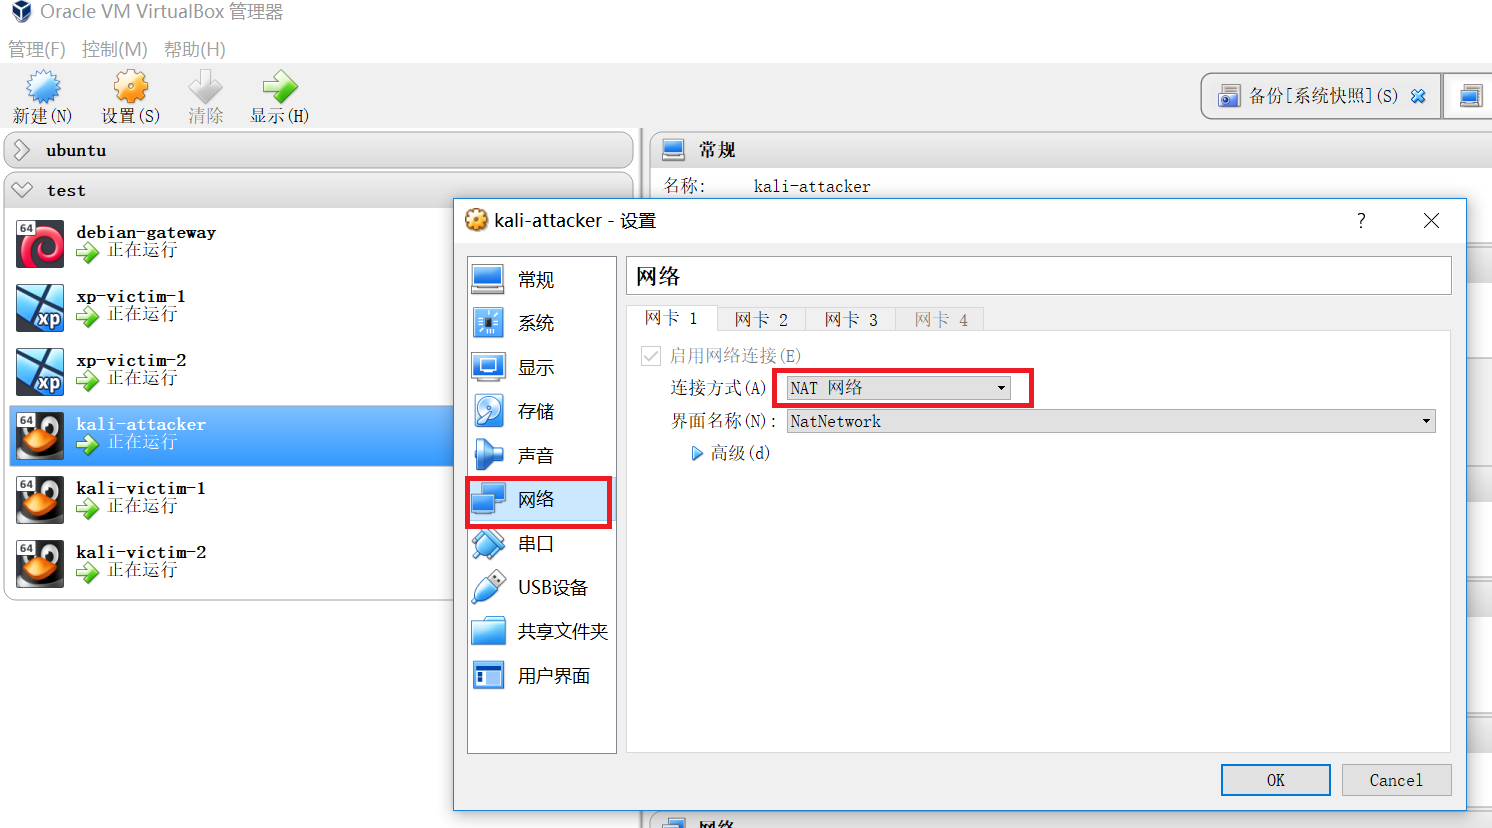 Oracle VM VirtualBox 管理器
管理(F) 控制(M) 帮助(H)
新建(N) 设置(S) 清除 显示(H)
备份[系统快照](S)
ubuntu
test
64
debian-gateway
正在运行
xp
xp-victim-1
正在运行
xp
xp-victim-2
正在运行
64
kali-attacker
正在运行
64
kali-victim-1
正在运行
64
kali-victim-2
正在运行
常规
名称: kali-attacker
kali-attacker - 设置
?
常规
系统
显示
存储
声音
网络
串口
USB设备
共享文件夹
用户界面
网络
网卡 1 网卡 2 网卡 3 网卡 4
启用网络连接(E)
连接方式(A) NAT 网络
界面名称(N): NatNetwork
高级(d)
OK Cancel
网络